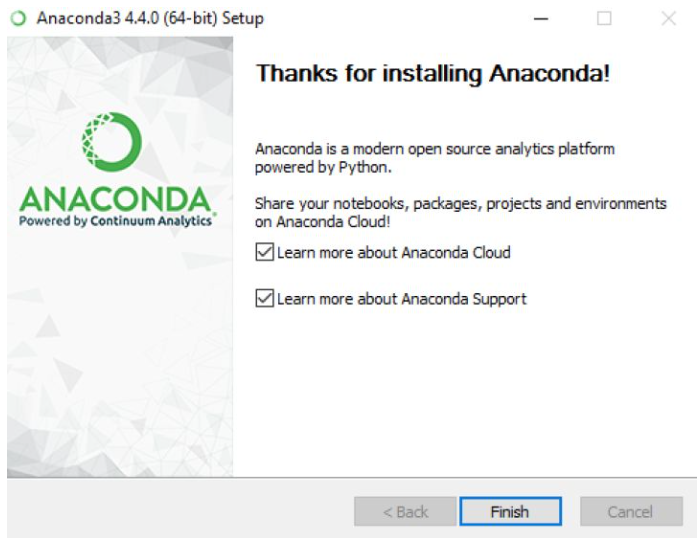 Anaconda3 4.4.0 (64-bit) Setup
Thanks for installing Anaconda!
ANACONDA
Powered by Continuum Analytics
Anaconda is a modern open source analytics platform
powered by Python.
Share your notebooks, packages, projects and environments
on Anaconda Cloud!
Learn more about Anaconda Cloud
Learn more about Anaconda Support
< Back
Finish
Cancel